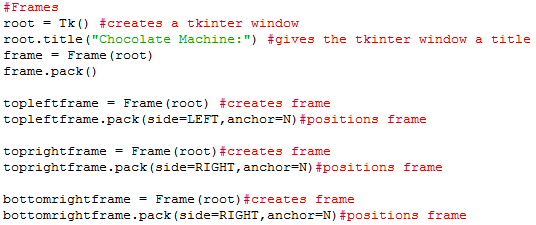 #Frames
root = Tk() #creates a tkinter window
root.title("Chocolate Machine:") #gives the tkinter window a title
frame = Frame(root)
frame.pack()
topleftframe = Frame(root) #creates frame
topleftframe.pack(side=LEFT,anchor=N)#positions frame
toprightframe = Frame(root)#creates frame
toprightframe.pack(side=RIGHT,anchor=N)#positions frame
bottomrightframe = Frame(root)#creates frame
bottomrightframe.pack(side=RIGHT,anchor=N)#positions frame